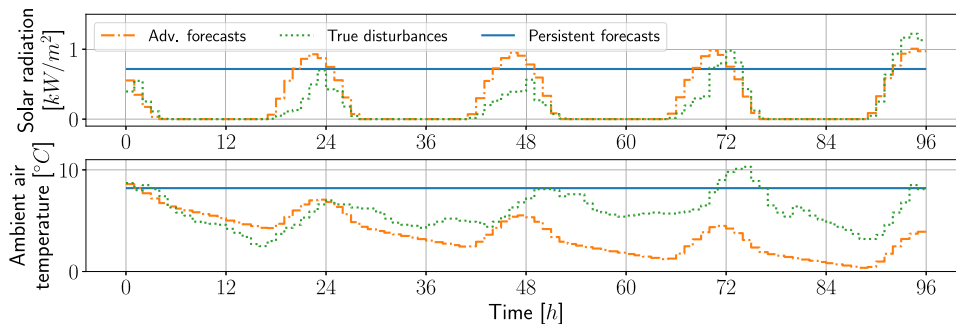 Solar radiation
[kW/m²]
1
0
Adv. forecasts
True disturbances
Persistent forecasts
0 12 24 36 48 60 72 84 96
Ambient air
temperature [°C]
10
0
0 12 24 36 48 60 72 84 96
Time [h]